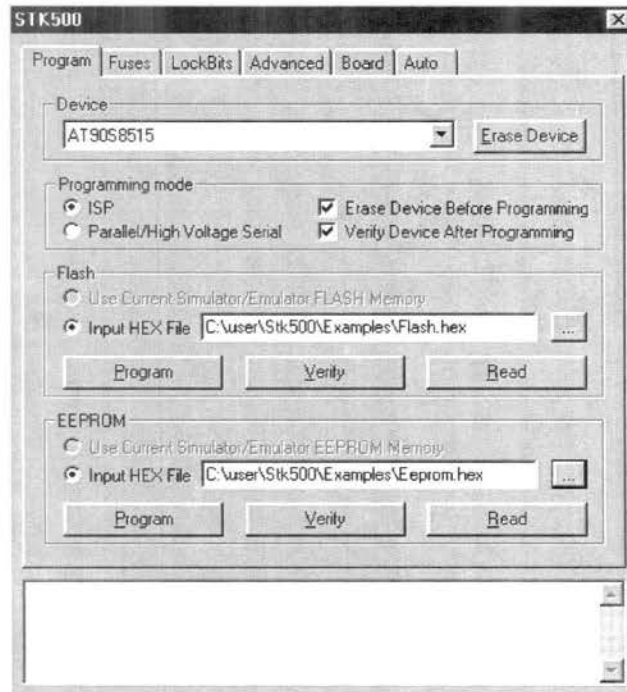 STK500
Program Fuses LockBits Advanced Board Auto
Device
AT90S8515 Erase Device
Programming mode
ISP Erase Device Before Programming
Parallel/High Voltage Serial Verify Device After Programming
Flash
Use Current Simulator/Emulator FLASH Memory
Input HEX File C:\user\Stk500\Examples\Flash.hex ...
Program Verify Read
EEPROM
Use Current Simulator/Emulator EEPROM Memory
Input HEX File C:\user\Stk500\Examples\Eeprom.hex ...
Program Verify Read